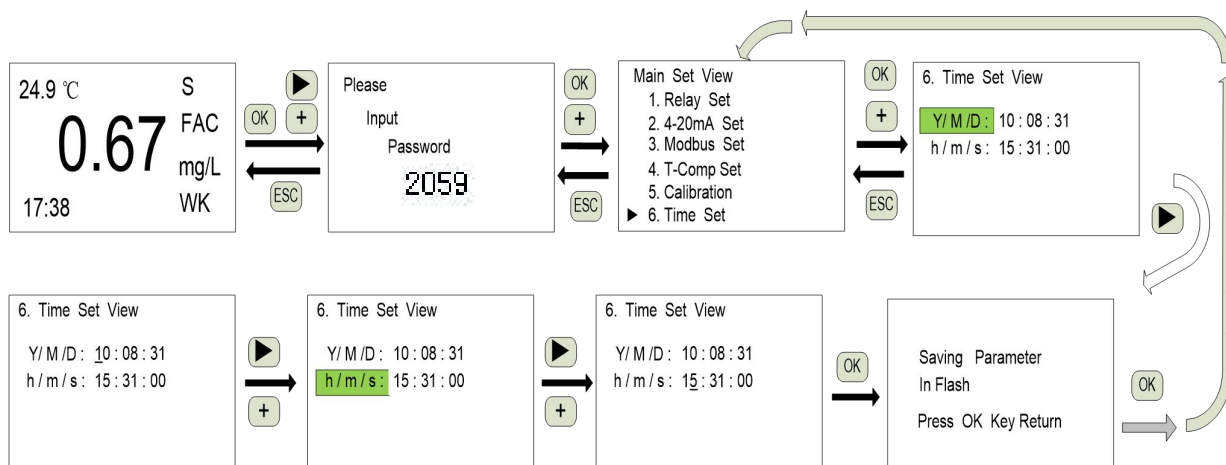 24.9 ℃
S
0.67
FAC
mg/L
17:38
WK
OK
+
ESC
Please
Input
Password
2059
OK
+
ESC
Main Set View
1. Relay Set
2. 4-20mA Set
3. Modbus Set
4. T-Comp Set
5. Calibration
▶ 6. Time Set
OK
+
ESC
6. Time Set View
Y/ M /D : 10 : 08 : 31
h / m / s : 15 : 31 : 00
6. Time Set View
Y/ M /D : 10 : 08 : 31
h / m / s : 15 : 31 : 00
+
6. Time Set View
Y/ M /D : 10 : 08 : 31
h / m / s : 15 : 31 : 00
+
6. Time Set View
Y/ M /D : 10 : 08 : 31
h / m / s : 15 : 31 : 00
OK
Saving Parameter
In Flash
Press OK Key Return
OK